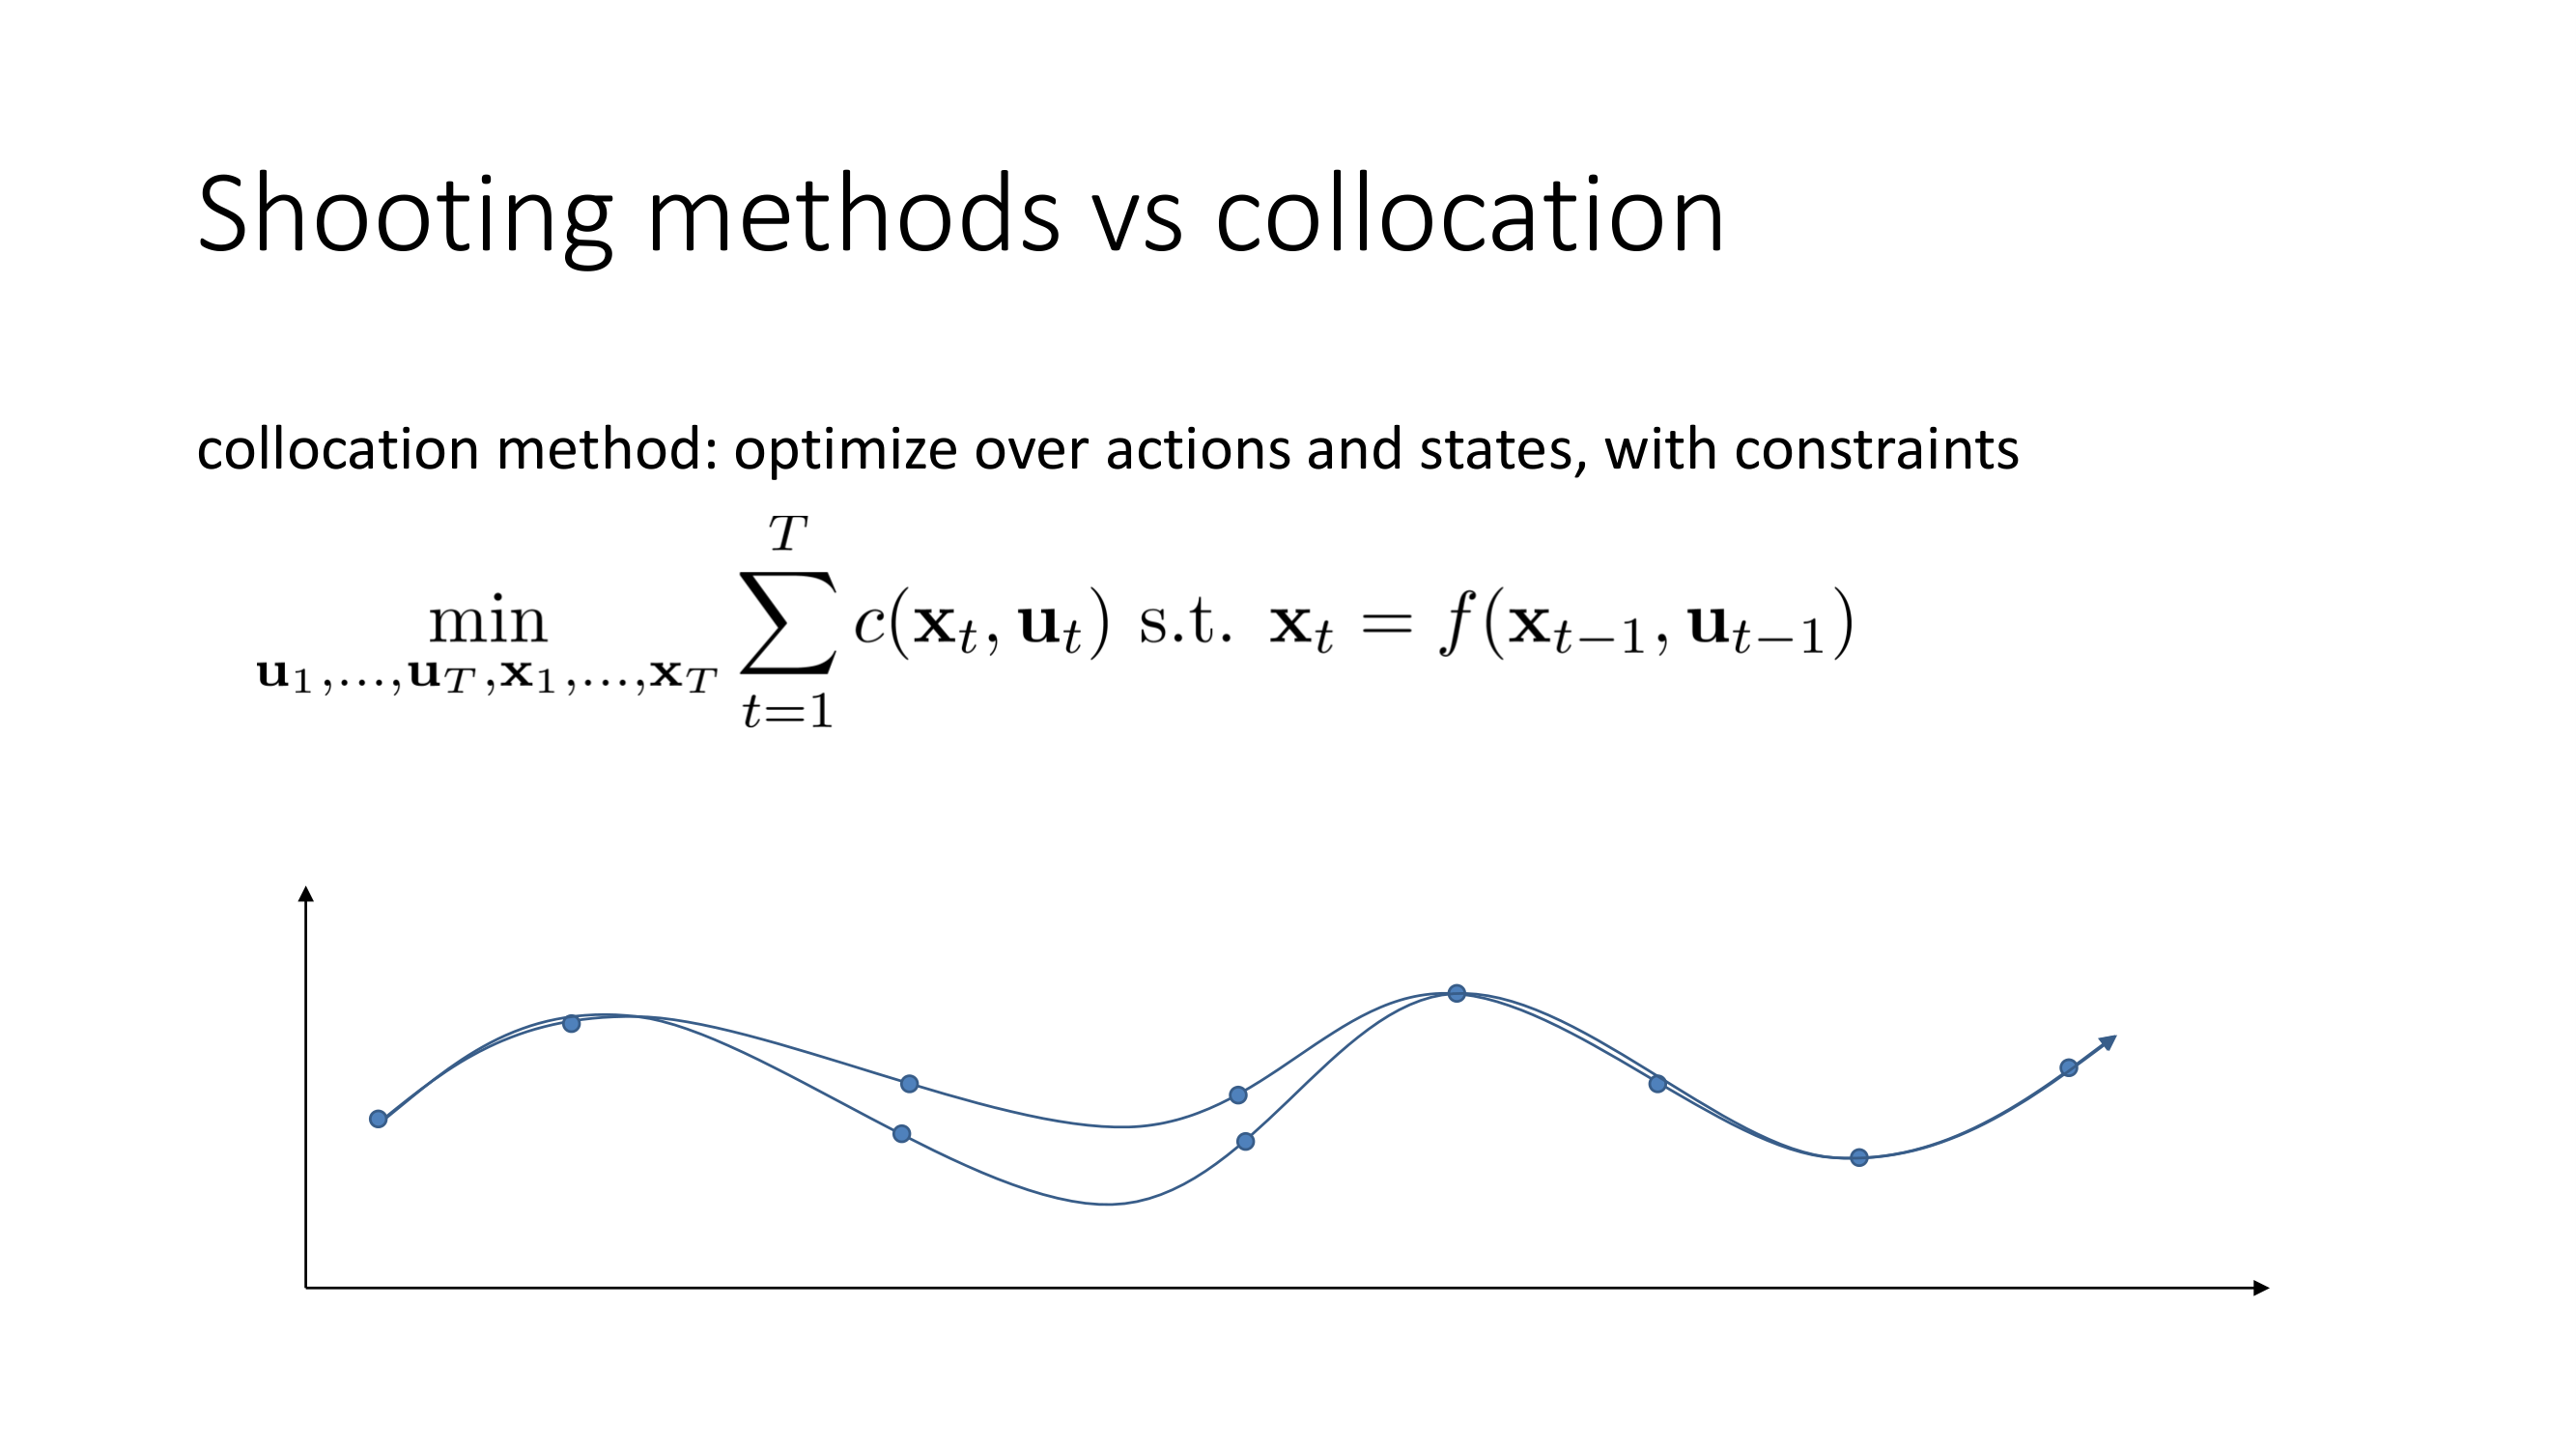 Shooting methods vs collocation
collocation method: optimize over actions and states, with constraints
$$\min_{\mathbf{u}_1,\ldots,\mathbf{u}_T,\mathbf{x}_1,\ldots,\mathbf{x}_T} \sum_{t=1}^{T} c(\mathbf{x}_t, \mathbf{u}_t) \text{ s.t. } \mathbf{x}_t = f(\mathbf{x}_{t-1}, \mathbf{u}_{t-1})$$